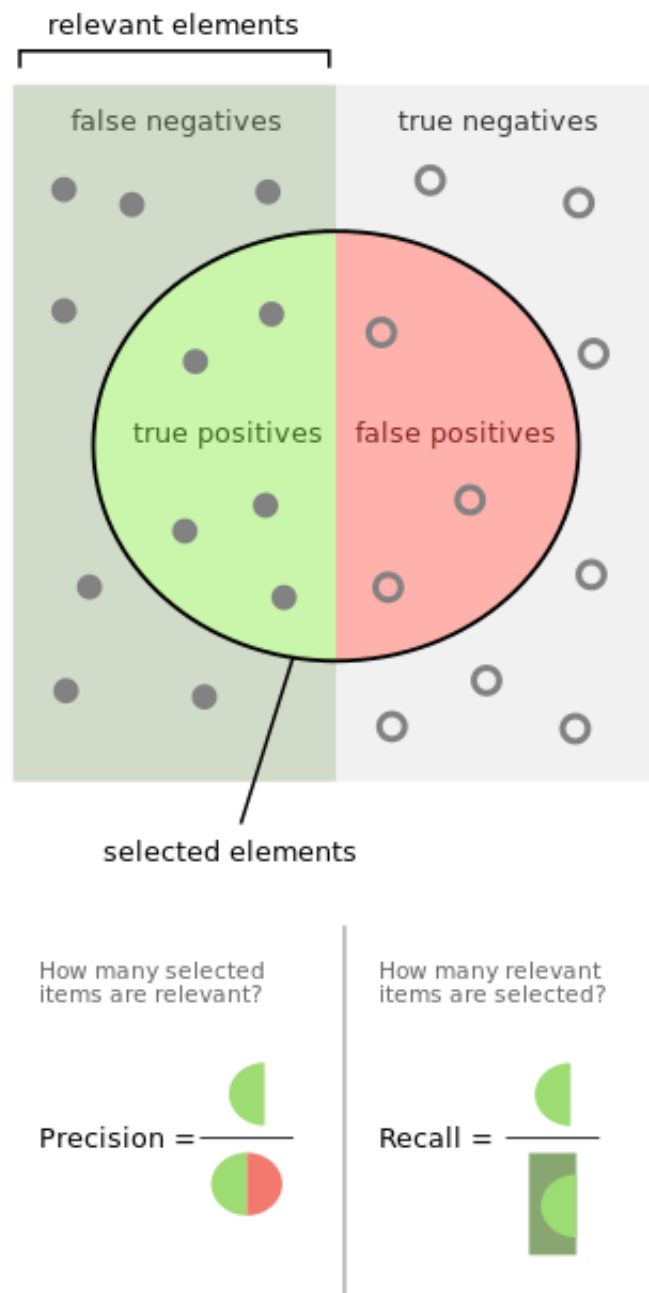 relevant elements
false negatives
true negatives
true positives
false positives
selected elements
How many selected
items are relevant?
How many relevant
items are selected?
Precision =
Recall =